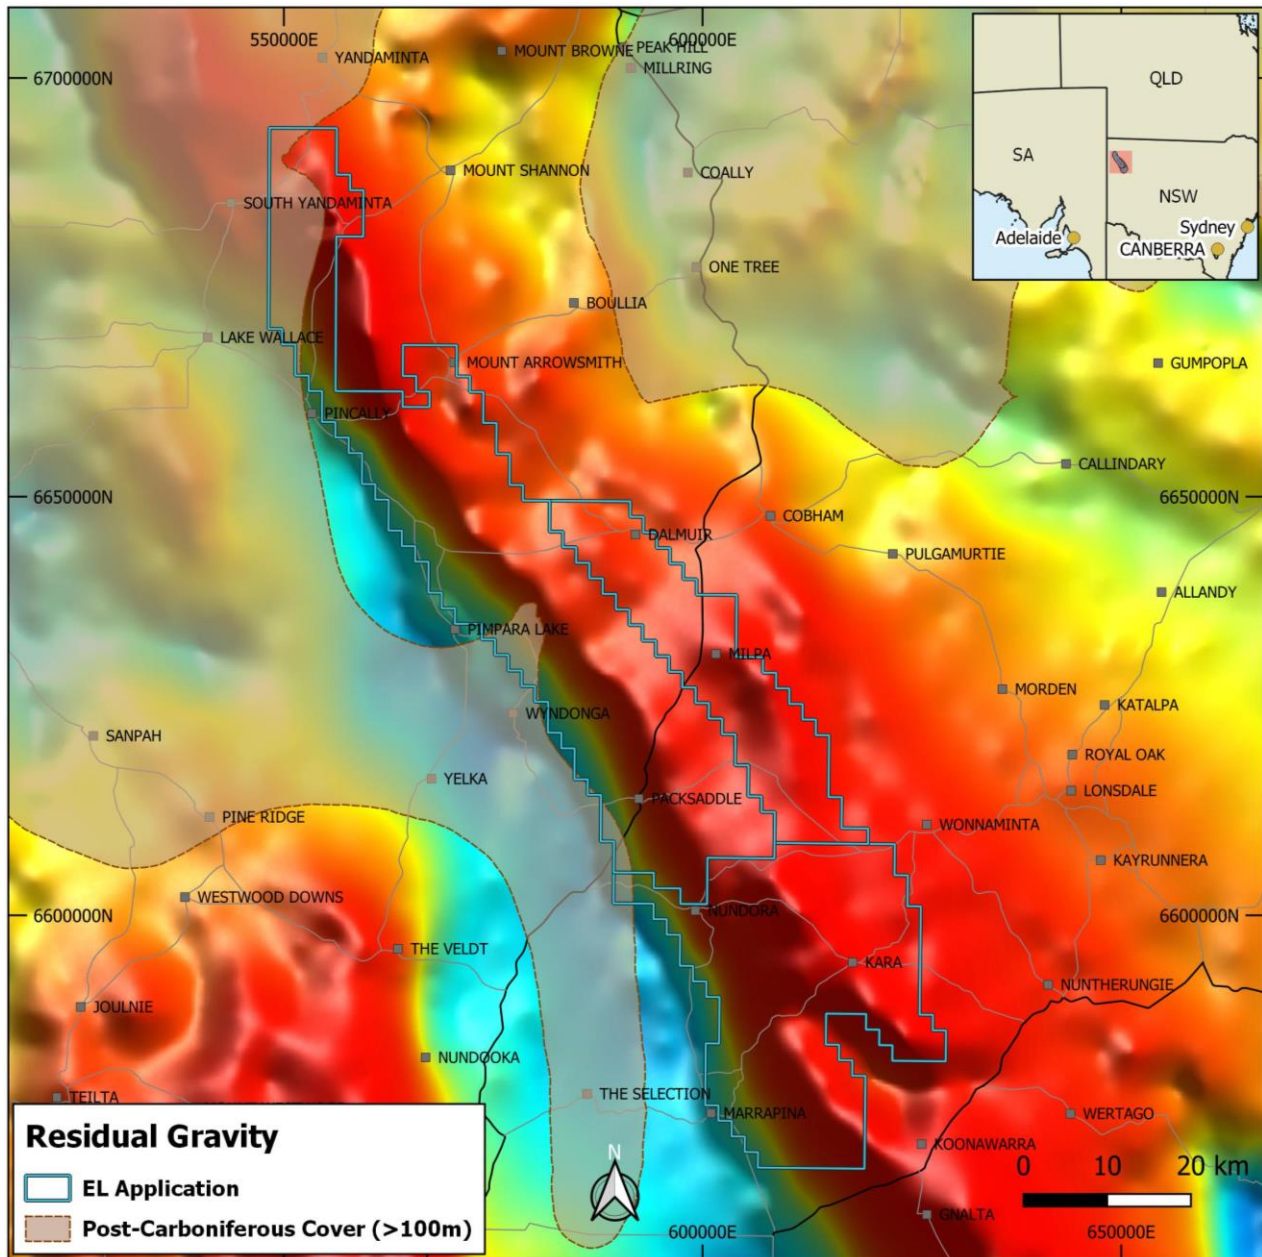 550000E
600000E
MOUNT BROWNE
PEAK HILL
YANDAMINTA
MILLRING
6700000N
QLD
SA
NSW
Sydney
Adelaide
CANBERRA
MOUNT SHANNON
COALLY
SOUTH YANDAMINTA
ONE TREE
BOULLIA
LAKE WALLACE
MOUNT ARROWSMITH
GUMPOPLA
PINCALLY
CALLINDARY
6650000N
6650000N
COBHAM
DALMUIR
PULGAMURTIE
ALLANDY
PIMPARA LAKE
MILPA
MORDEN
KATALPA
WYNDONGA
SANPAH
ROYAL OAK
YELKA
LONSDALE
PACKSADDLE
PINE RIDGE
WONNAMINTA
KAYRUNNERA
WESTWOOD DOWNS
NUNDORA
6600000N
6600000N
THE VELDT
KARA
NUNTHERUNGIE
JOULNIE
NUNDOOKA
THE SELECTION
TEILTA
MARRAPINA
WERTAGO
KOONAWARRA
Residual Gravity
EL Application
Post-Carboniferous Cover (>100m)
N
0 10 20 km
GNALTA
600000E
650000E